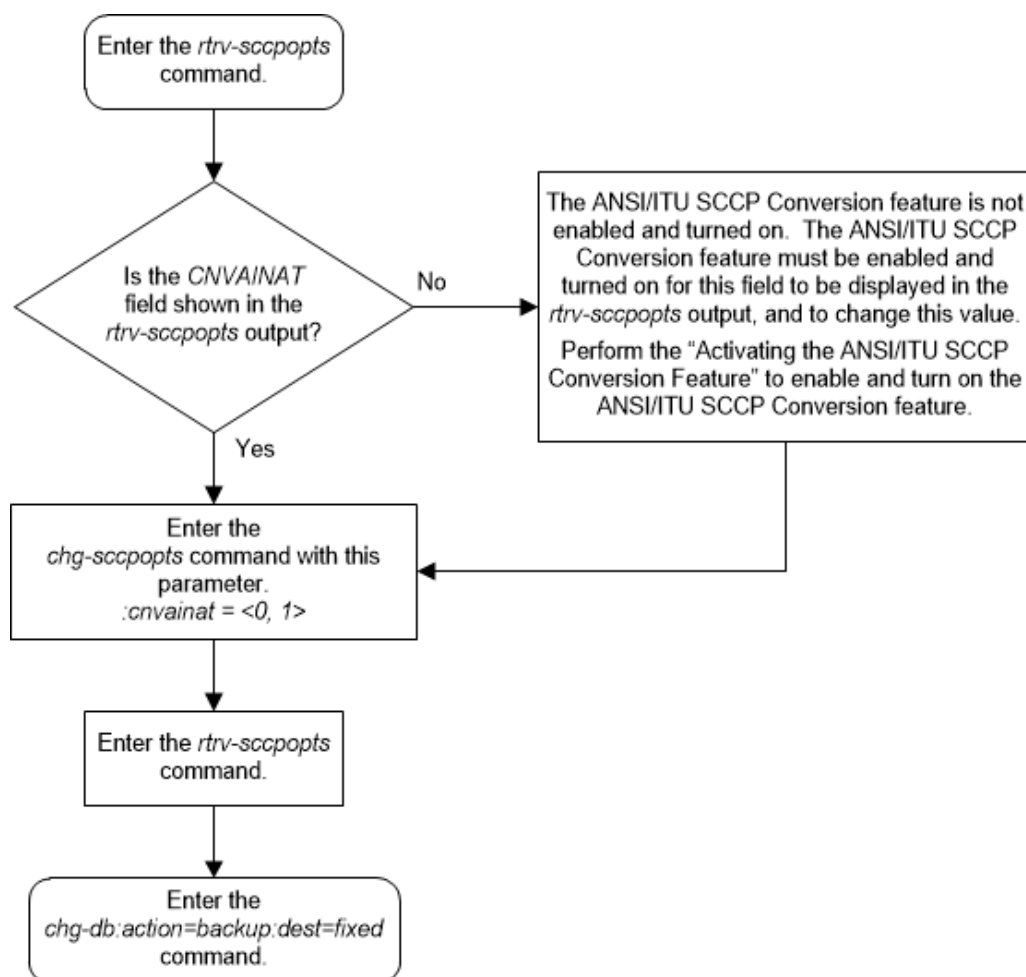 Enter the rtrv-sccpopts
command.
Is the CNVAINAT
field shown in the
rtrv-sccpopts output?
No
The ANSI/ITU SCCP Conversion feature is not
enabled and turned on. The ANSI/ITU SCCP
Conversion feature must be enabled and
turned on for this field to be displayed in the
rtrv-sccpopts output, and to change this value.
Perform the “Activating the ANSI/ITU SCCP
Conversion Feature” to enable and turn on the
ANSI/ITU SCCP Conversion feature.
Yes
Enter the
chg-sccpopts command with this
parameter.
:cnvainat = <0, 1>
Enter the rtrv-sccpopts
command.
Enter the
chg-db:action=backup:dest=fixed
command.